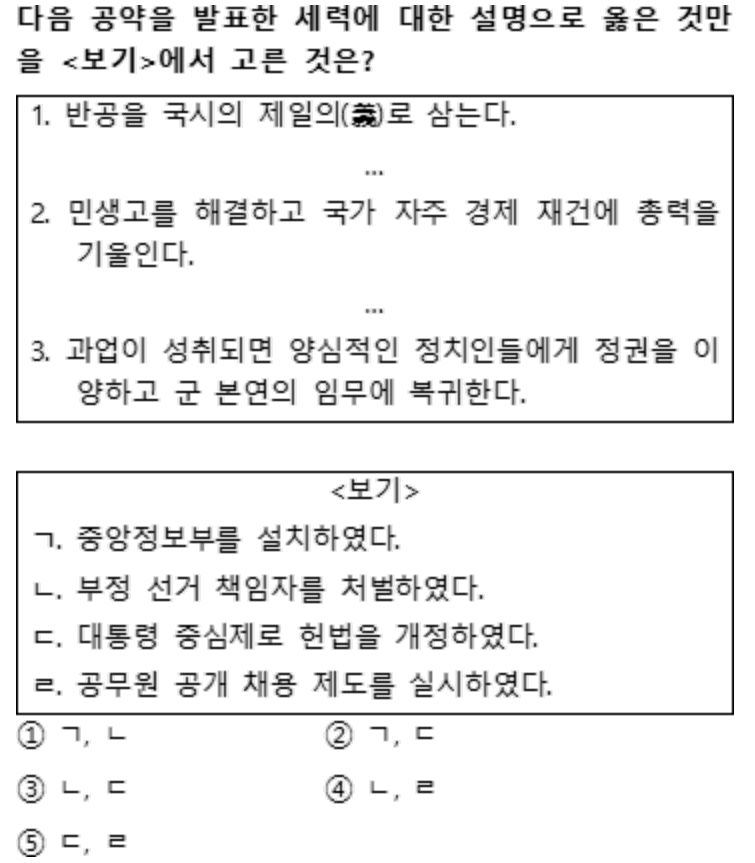 다음 공약을 발표한 세력에 대한 설명으로 옳은 것만
을 <보기>에서 고른 것은?
1. 반공을 국시의 제일의(義)로 삼는다.
...
2. 민생고를 해결하고 국가 자주 경제 재건에 총력을
기울인다.
...
3. 과업이 성취되면 양심적인 정치인들에게 정권을 이
양하고 군 본연의 임무에 복귀한다.
<보기>
ㄱ. 중앙정보부를 설치하였다.
ㄴ. 부정 선거 책임자를 처벌하였다.
ㄷ. 대통령 중심제로 헌법을 개정하였다.
ㄹ. 공무원 공개 채용 제도를 실시하였다.
① ㄱ, ㄴ ② ㄱ, ㄷ
③ ㄴ, ㄷ ④ ㄴ, ㄹ
⑤ ㄷ, ㄹ